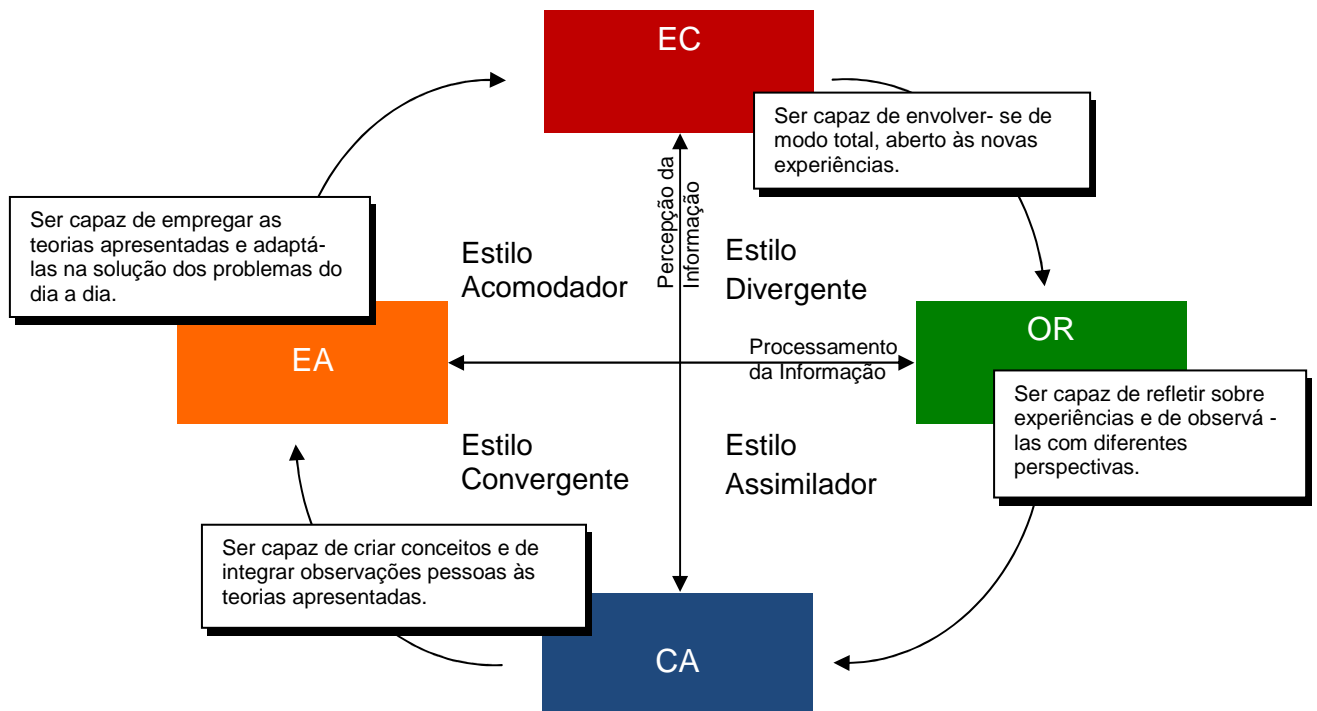 EC
Ser capaz de envolver- se de
modo total, aberto às novas
experiências.
Percepção da
Informação
Ser capaz de empregar as
teorias apresentadas e adaptá-
las na solução dos problemas do
dia a dia.
Estilo
Acomodador
Estilo
Divergente
EA
Processamento
da Informação
OR
Ser capaz de refletir sobre
experiências e de observá -
las com diferentes
perspectivas.
Estilo
Convergente
Estilo
Assimilador
Ser capaz de criar conceitos e de
integrar observações pessoas às
teorias apresentadas.
CA